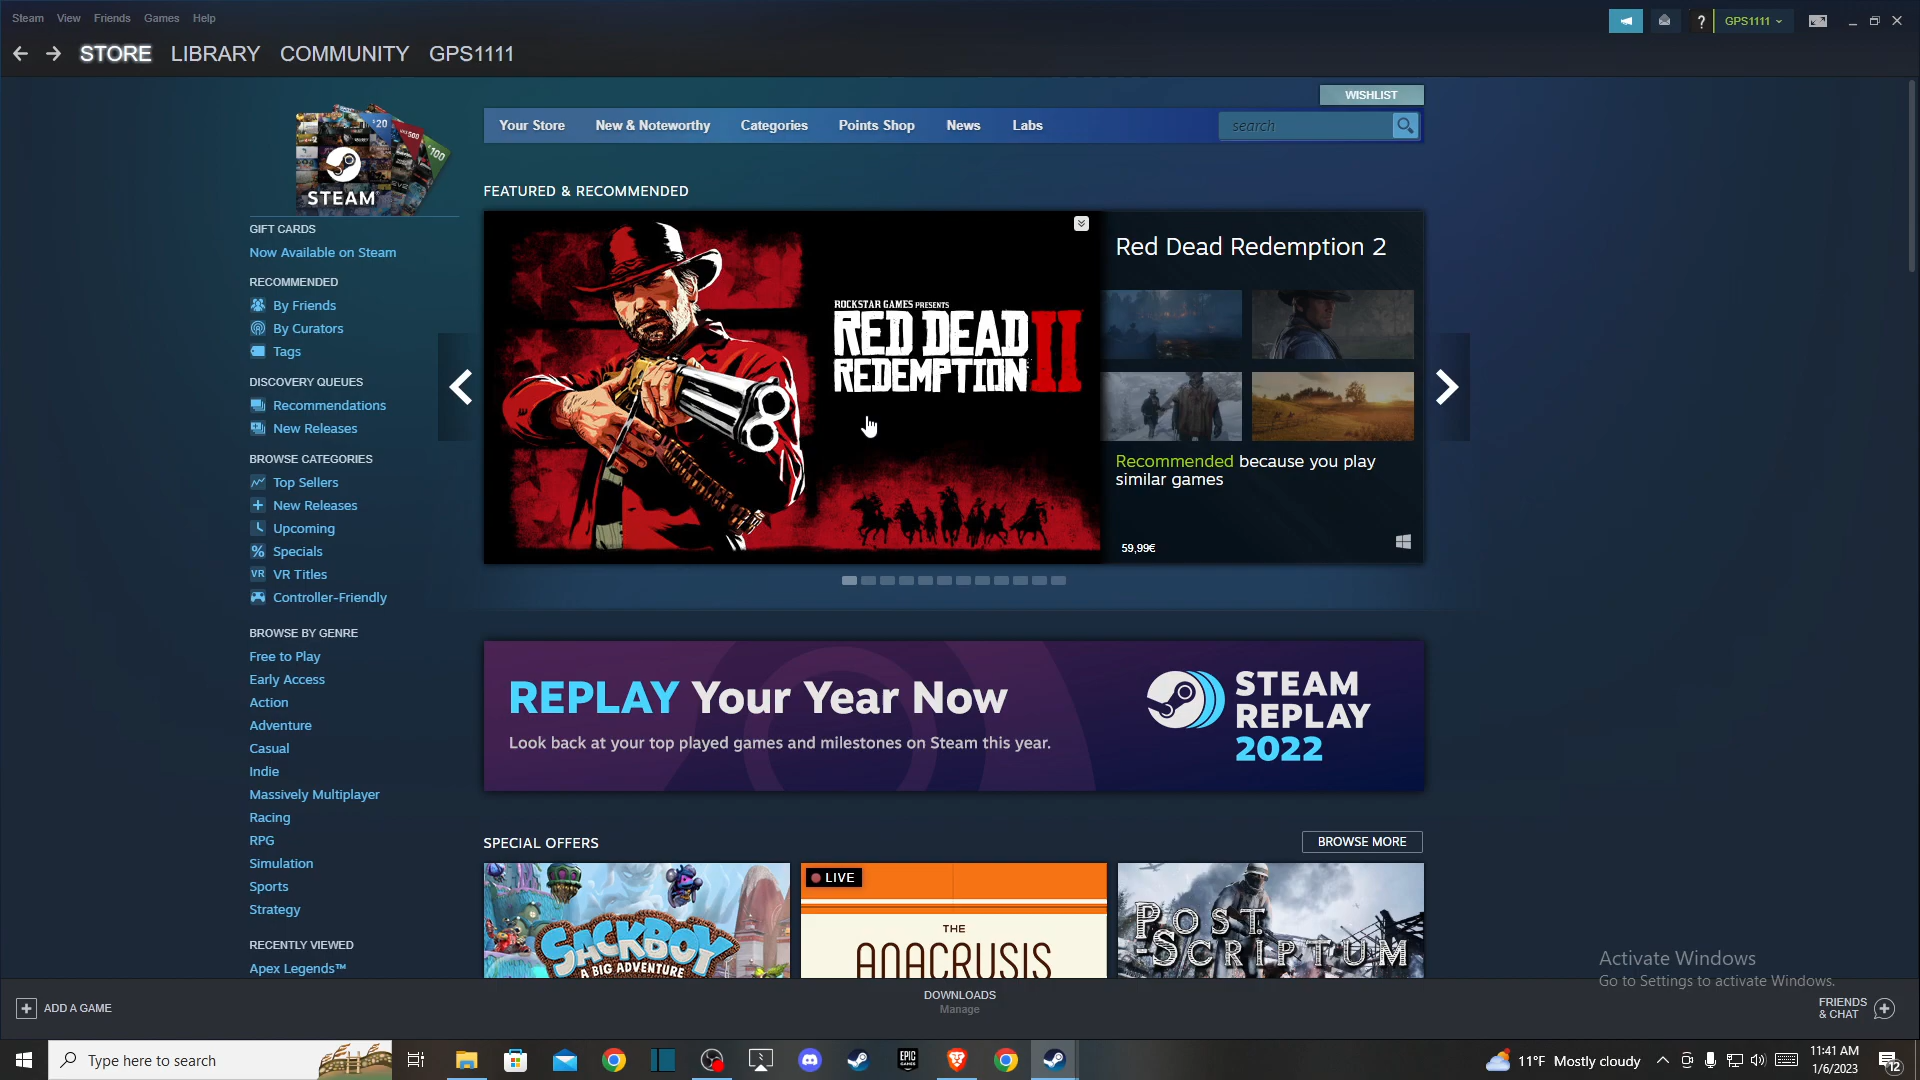 Steam View Friends Games Help
? GPS1111
STORE LIBRARY COMMUNITY GPS1111
WISHLIST
Your Store New & Noteworthy Categories Points Shop News Labs search
$20
500
100
STEAM
GIFT CARDS
Now Available on Steam
RECOMMENDED
By Friends
By Curators
Tags
DISCOVERY QUEUES
Recommendations
New Releases
BROWSE CATEGORIES
Top Sellers
New Releases
Upcoming
% Specials
VR VR Titles
Controller-Friendly
BROWSE BY GENRE
Free to Play
Early Access
Action
Adventure
Casual
Indie
Massively Multiplayer
Racing
RPG
Simulation
Sports
Strategy
RECENTLY VIEWED
Apex Legends™
FEATURED & RECOMMENDED
ROCKSTAR GAMES PRESENTS
RED DEAD
REDEMPTION II
Red Dead Redemption 2
Recommended because you play
similar games
59,99€
REPLAY Your Year Now
Look back at your top played games and milestones on Steam this year.
STEAM
REPLAY
2022
SPECIAL OFFERS
BROWSE MORE
SACKBOY
A BIG ADVENTURE
LIVE
THE
ANACRUSIS
POST
SCRIPTUM
Activate Windows
Go to Settings to activate Windows.
ADD A GAME
DOWNLOADS
Manage
FRIENDS
& CHAT
Type here to search
EPIC
GAMES
11°F Mostly cloudy
11:41 AM
1/6/2023
12